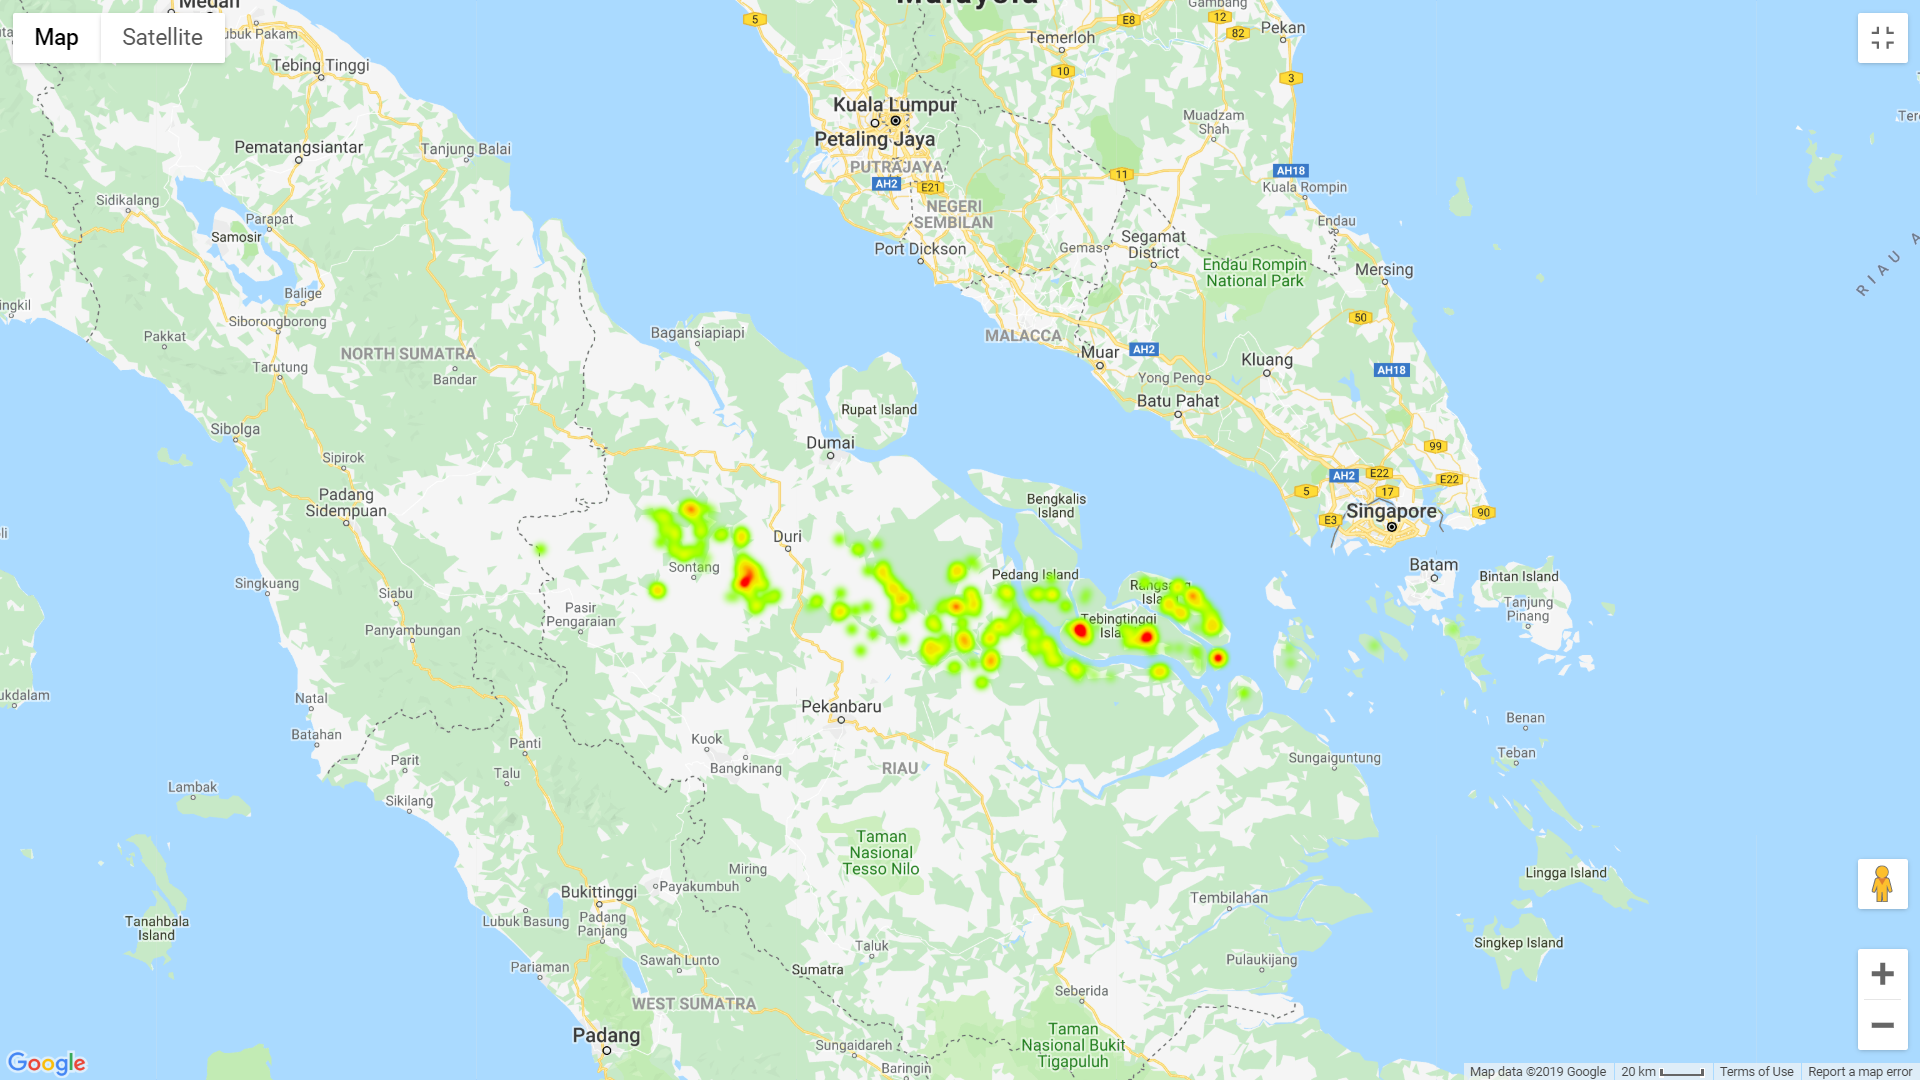 Medan
Malaysia
Map
Satellite
Lubuk Pakam
Tebing Tinggi
Pematangsiantar
Tanjung Balai
Sidikalang
Parapat
Samosir
Balige
Siborongborong
Pakkat
NORTH SUMATRA
Tarutung
Bandar
Sibolga
Sipirok
Padang
Sidempuan
Singkuang
Siabu
Panyambungan
Natal
Batahan
Parit
Panti
Talu
Lambak
Sikilang
Tanahbala
Island
Bukittinggi
Payakumbuh
Lubuk Basung
Padang
Panjang
Pariaman
Sawah Lunto
WEST SUMATRA
Padang
Miring
Sumatra
Taluk
Sungaidareh
Baringin
5
E8
12
82
Gambang
Pekan
Temerloh
10
3
Kuala Lumpur
Petaling Jaya
PUTRAJAYA
AH2
E21
Muadzam
Shah
11
AH18
Kuala Rompin
NEGERI
SEMBILAN
Endau
Port Dickson
Gemas
Segamat
District
Endau Rompin
National Park
Mersing
MALACCA
50
Muar
AH2
Kluang
AH18
Yong Peng
Batu Pahat
99
AH2
E22
E22
5
17
90
E3
Singapore
Batam
Bintan Island
Tanjung
Pinang
Bagansiapiapi
Rupat Island
Dumai
Bengkalis
Island
Duri
Sontang
Pasir
Pengaraian
Pedang Island
Tebingtinggi
Pekanbaru
Kuok
Bangkinang
RIAU
Taman
Nasional
Tesso Nilo
Benan
Teban
Sungaiguntung
Tembilahan
Lingga Island
Singkep Island
Pulaukijang
Seberida
Taman
Nasional Bukit
Tigapuluh
RIAU A
Google
Map data ©2019 Google
20 km
Terms of Use
Report a map error